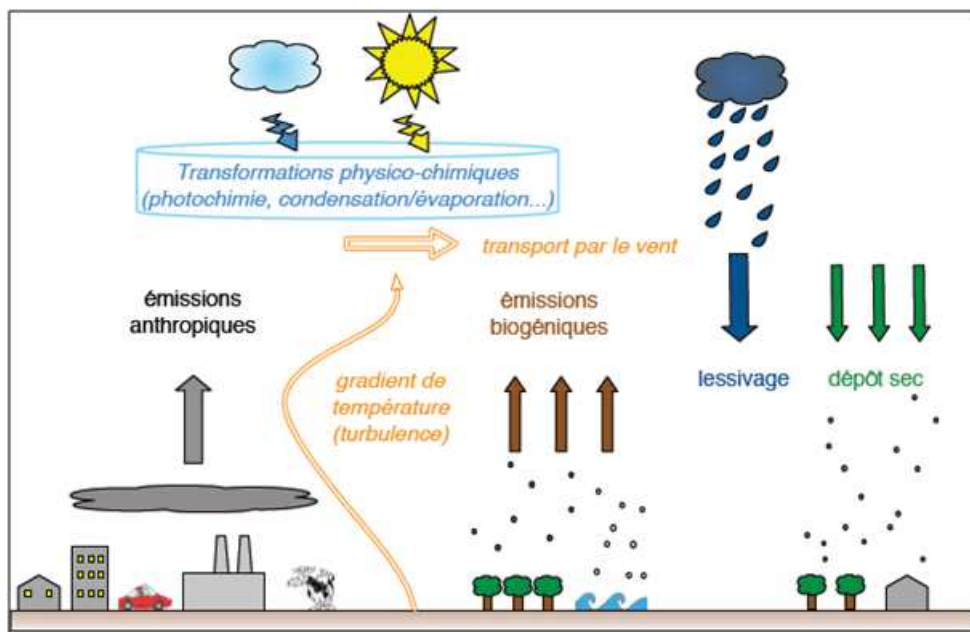 Transformations physico-chimiques
(photochimie, condensation/évaporation...)
transport par le vent
émissions
anthropiques
émissions
biogéniques
gradient de
température
(turbulence)
lessivage
dépôt sec